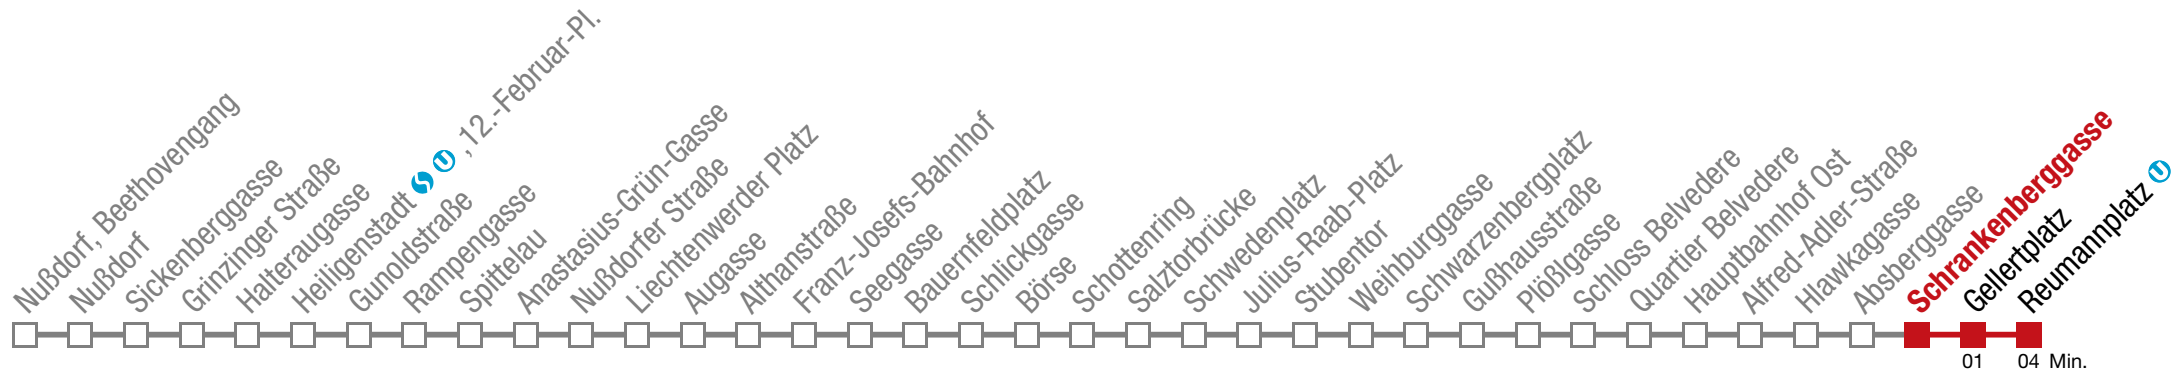 Nußdorf, Beethovengang
Nußdorf
Sickenberggasse
Grinzinger Straße
Halteraugasse
Heiligenstadt S U , 12.-Februar-Pl.
Gunoldstraße
Rampengasse
Spittelau
Anastasius-Grün-Gasse
Nußdorfer Straße
Liechtenwerder Platz
Augasse
Althanstraße
Franz-Josefs-Bahnhof
Seegasse
Bauernfeldplatz
Schlickgasse
Börse
Schottenring
Salztorbrücke
Schwedenplatz
Julius-Raab-Platz
Stubentor
Weihburggasse
Schwarzenbergplatz
Gußhausstraße
Plößlgasse
Schloss Belvedere
Quartier Belvedere
Hauptbahnhof Ost
Alfred-Adler-Straße
Hlawkagasse
Absberggasse
Schrankenberggasse
Gellertplatz
Reumannplatz U
01 04 Min.